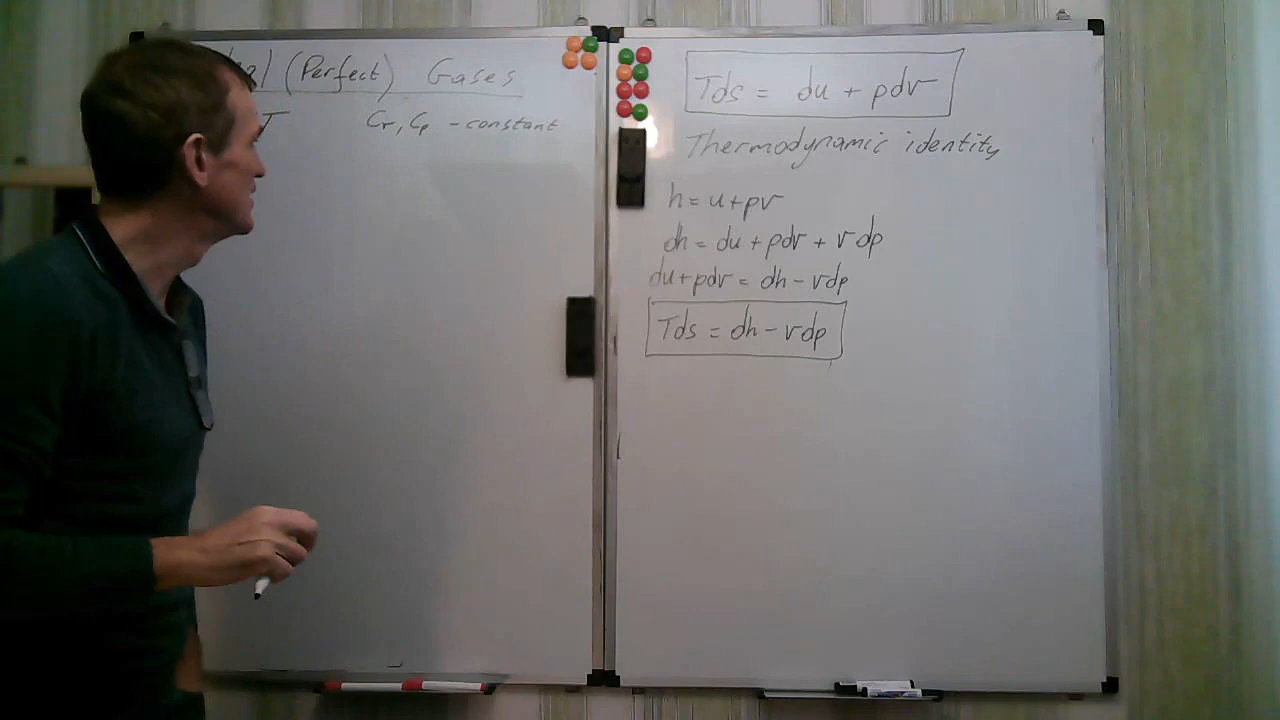 (Perfect) Gases
T Cv, Cp - constant
Tds = du + pdv
Thermodynamic identity
h = u + pv
dh = du + pdv + vdp
du + pdv = dh - vdp
Tds = dh - vdp